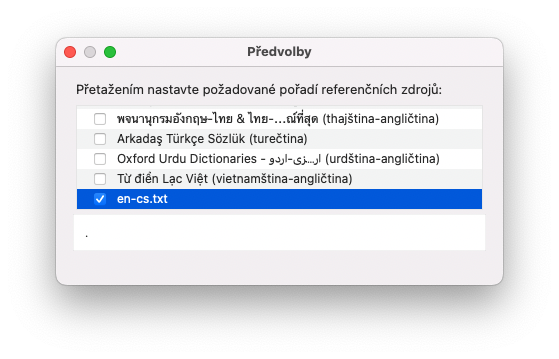 Předvolby
Přetažením nastavte požadované pořadí referenčních zdrojů:
พจนานุกรมอังกฤษ-ไทย & ไทย-...ณ์ที่สุด (thajština-angličtina)
Arkadaş Türkçe Sözlük (turečtina)
Oxford Urdu Dictionaries - ار...زی-اردو (urdština-angličtina)
Từ điển Lạc Việt (vietnamština-angličtina)
en-cs.txt
.